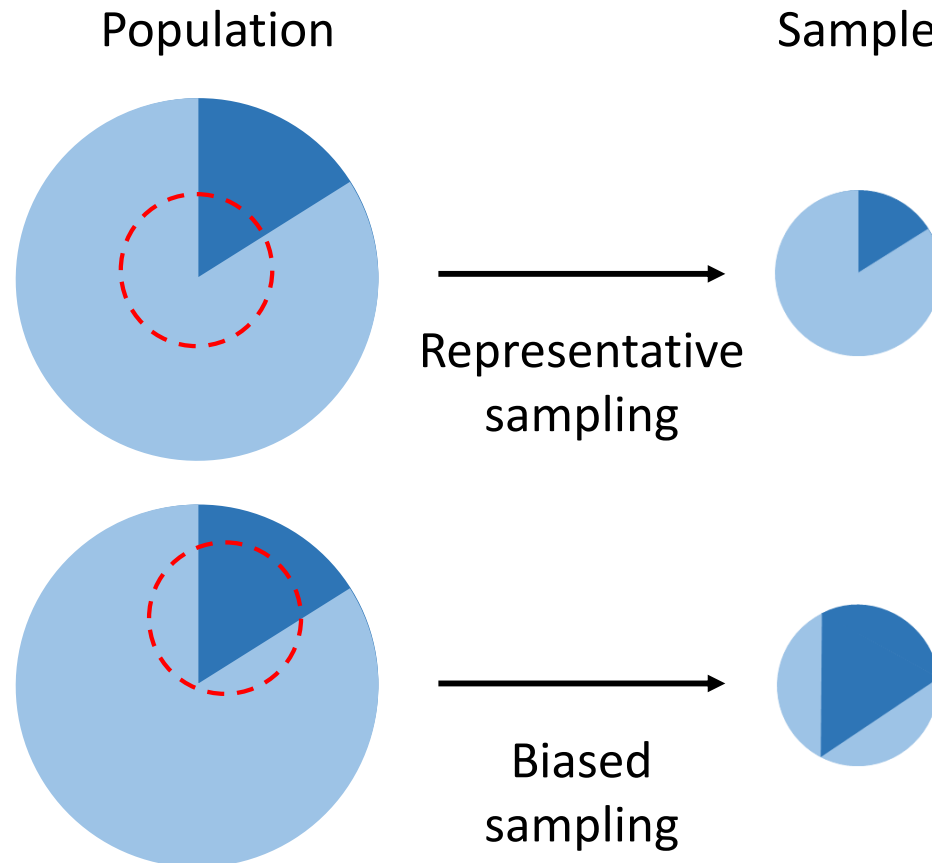 Population
Sample
Representative
sampling
Biased
sampling